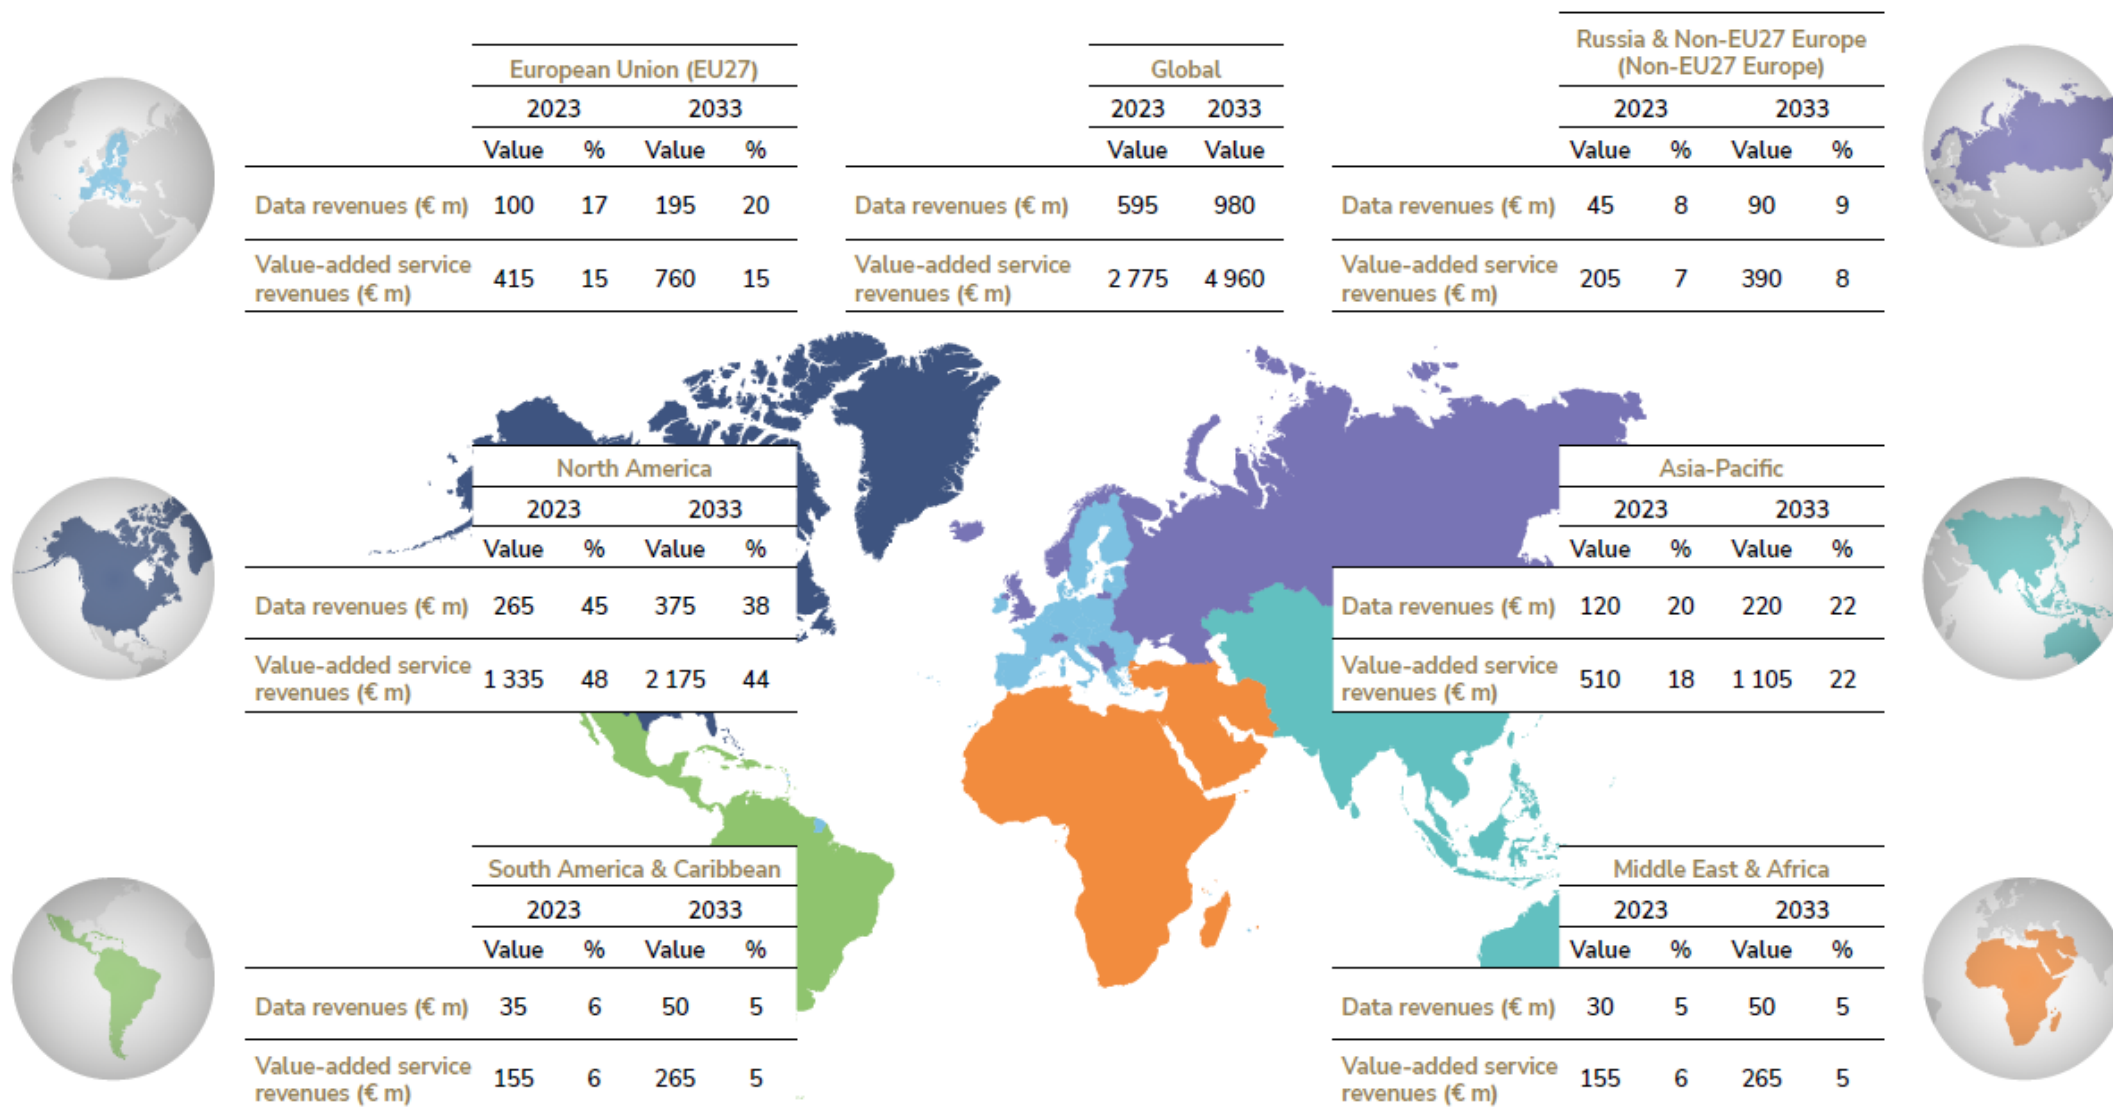 European Union (EU27)
2023 2033
Value % Value %
Data revenues (€ m) 100 17 195 20
Value-added service
revenues (€ m) 415 15 760 15
Global
2023 2033
Value Value
Data revenues (€ m) 595 980
Value-added service
revenues (€ m) 2 775 4 960
Russia & Non-EU27 Europe
(Non-EU27 Europe)
2023 2033
Value % Value %
Data revenues (€ m) 45 8 90 9
Value-added service
revenues (€ m) 205 7 390 8
North America
2023 2033
Value % Value %
Data revenues (€ m) 265 45 375 38
Value-added service
revenues (€ m) 1 335 48 2 175 44
Asia-Pacific
2023 2033
Value % Value %
Data revenues (€ m) 120 20 220 22
Value-added service
revenues (€ m) 510 18 1 105 22
South America & Caribbean
2023 2033
Value % Value %
Data revenues (€ m) 35 6 50 5
Value-added service
revenues (€ m) 155 6 265 5
Middle East & Africa
2023 2033
Value % Value %
Data revenues (€ m) 30 5 50 5
Value-added service
revenues (€ m) 155 6 265 5